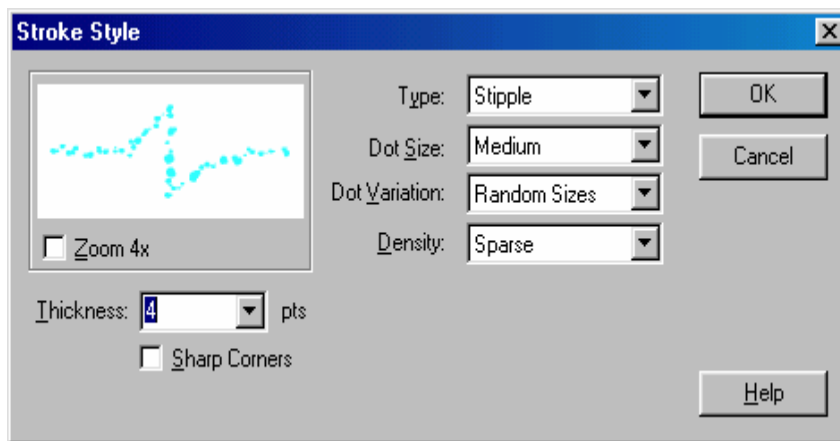 Stroke Style
Type: Stipple
OK
Dot Size: Medium
Cancel
Dot Variation: Random Sizes
Zoom 4x
Density: Sparse
Thickness: 4 pts
Sharp Corners
Help